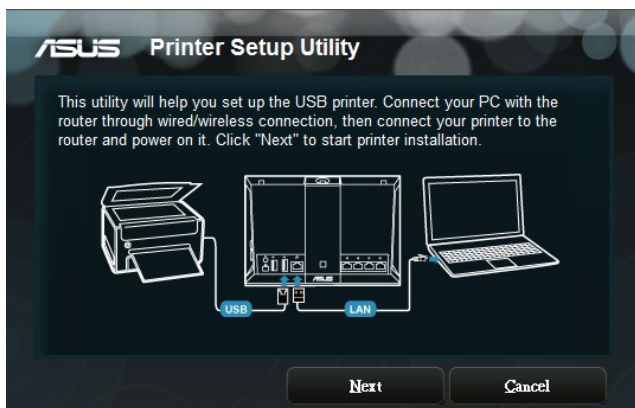 ASUS Printer Setup Utility
This utility will help you set up the USB printer. Connect your PC with the
router through wired/wireless connection, then connect your printer to the
router and power on it. Click "Next" to start printer installation.
ASUS
USB
LAN
Next
Cancel